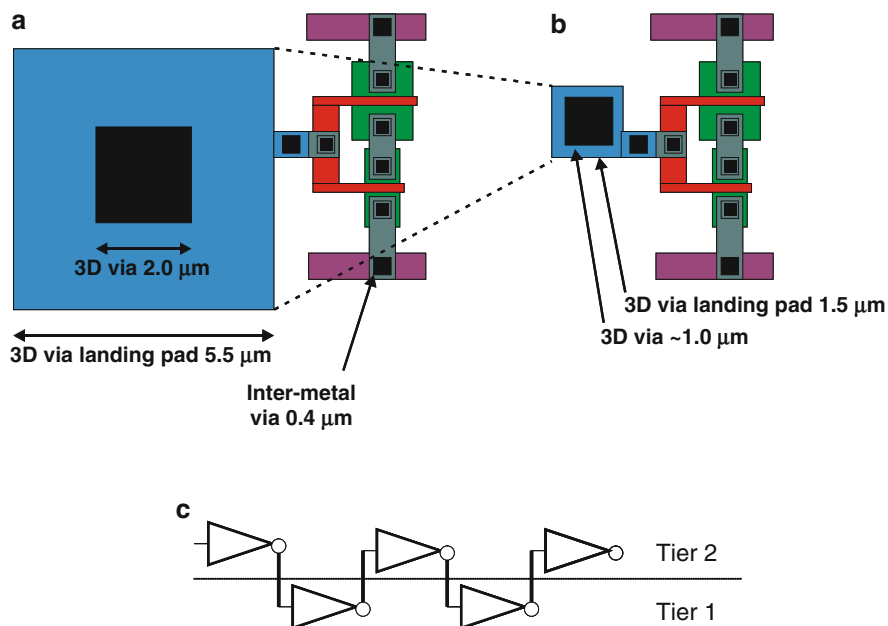 a
b
3D via 2.0 μm
3D via landing pad 5.5 μm
Inter-metal
via 0.4 μm
3D via landing pad 1.5 μm
3D via ~1.0 μm
c
Tier 2
Tier 1